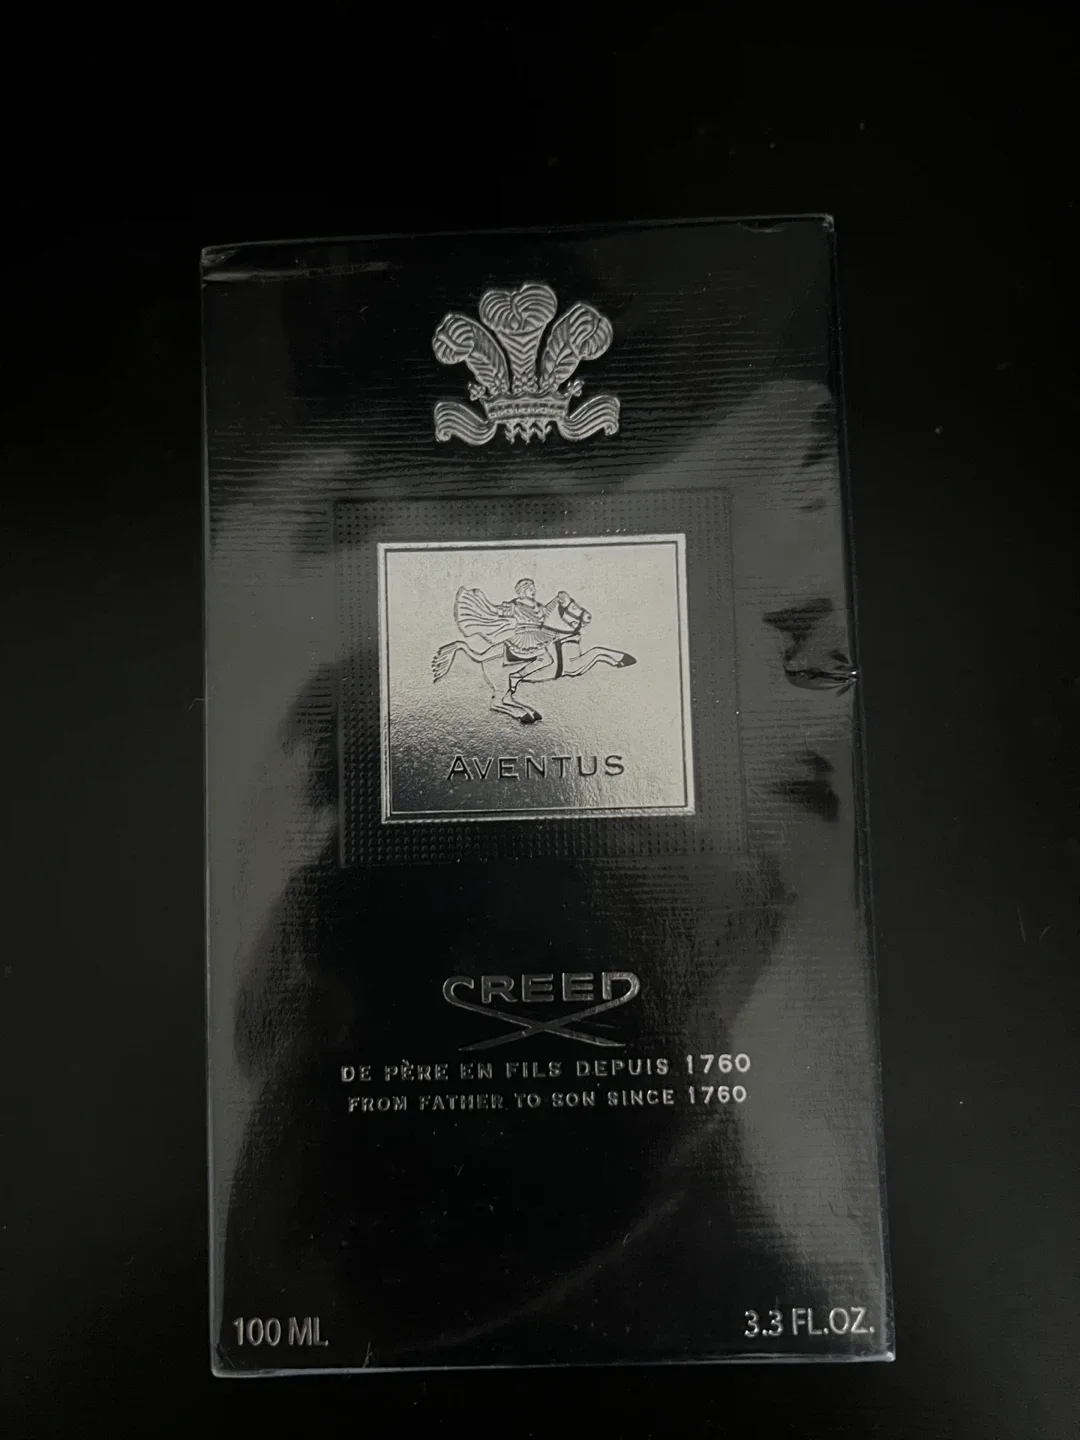 AVENTUS
CREED
DE PÈRE EN FILS DEPUIS 1760
FROM FATHER TO SON SINCE 1760
100 ML
3.3 FL.OZ.